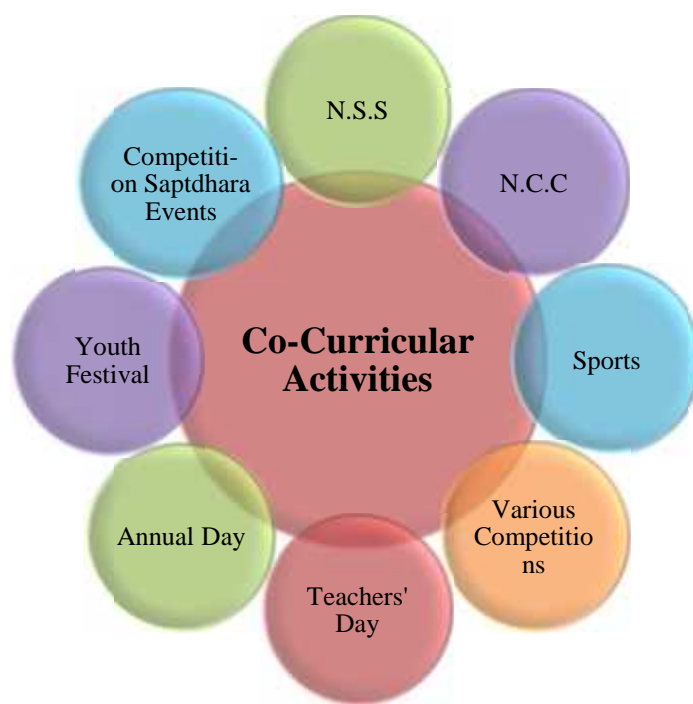 N.S.S
N.C.C
Sports
Various
Competitio
ns
Teachers'
Day
Annual Day
Youth
Festival
Competiti-
on Saptdhara
Events
Co-Curricular
Activities